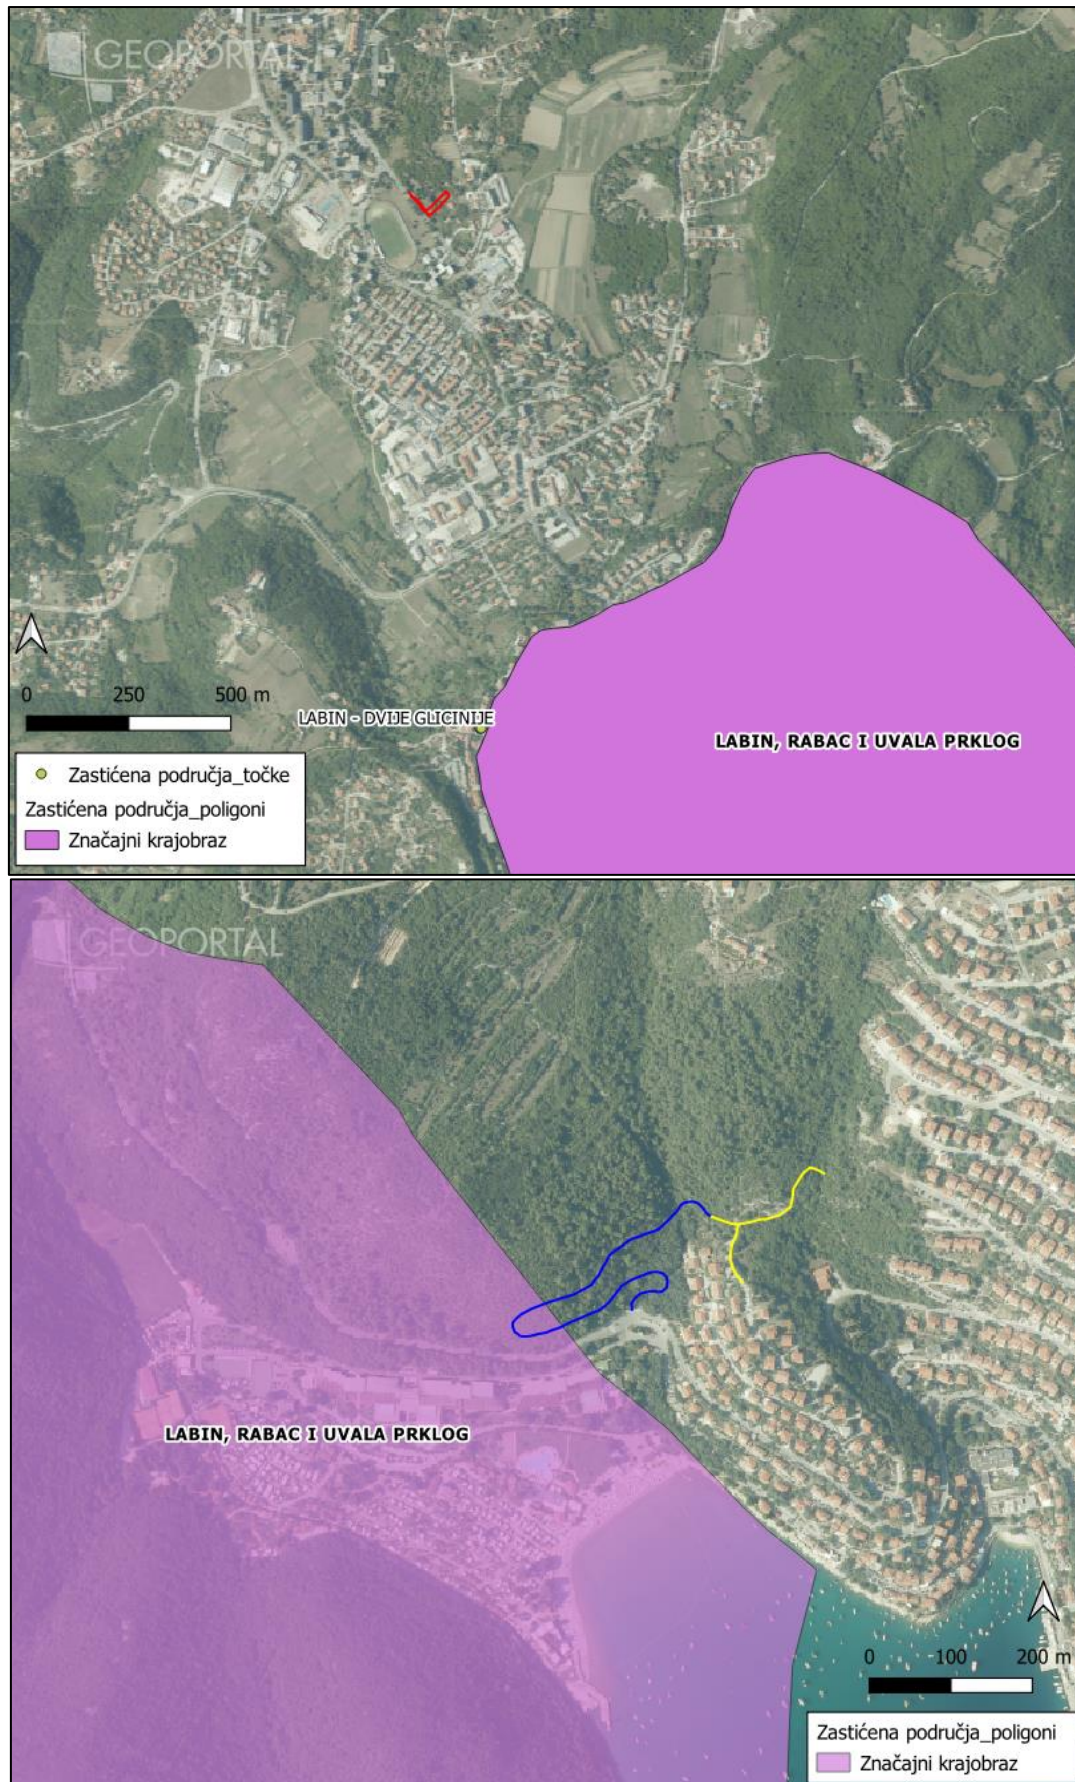 GEOPORTAL
0 250 500 m
LABIN - DVIJE GLICINIJE
LABIN, RABAC I UVALA PRKLOG
Zastićena područja_točke
Zastićena područja_poligoni
Značajni krajobraz
GEOPORTAL
LABIN, RABAC I UVALA PRKLOG
0 100 200 m
Zastićena područja_poligoni
Značajni krajobraz